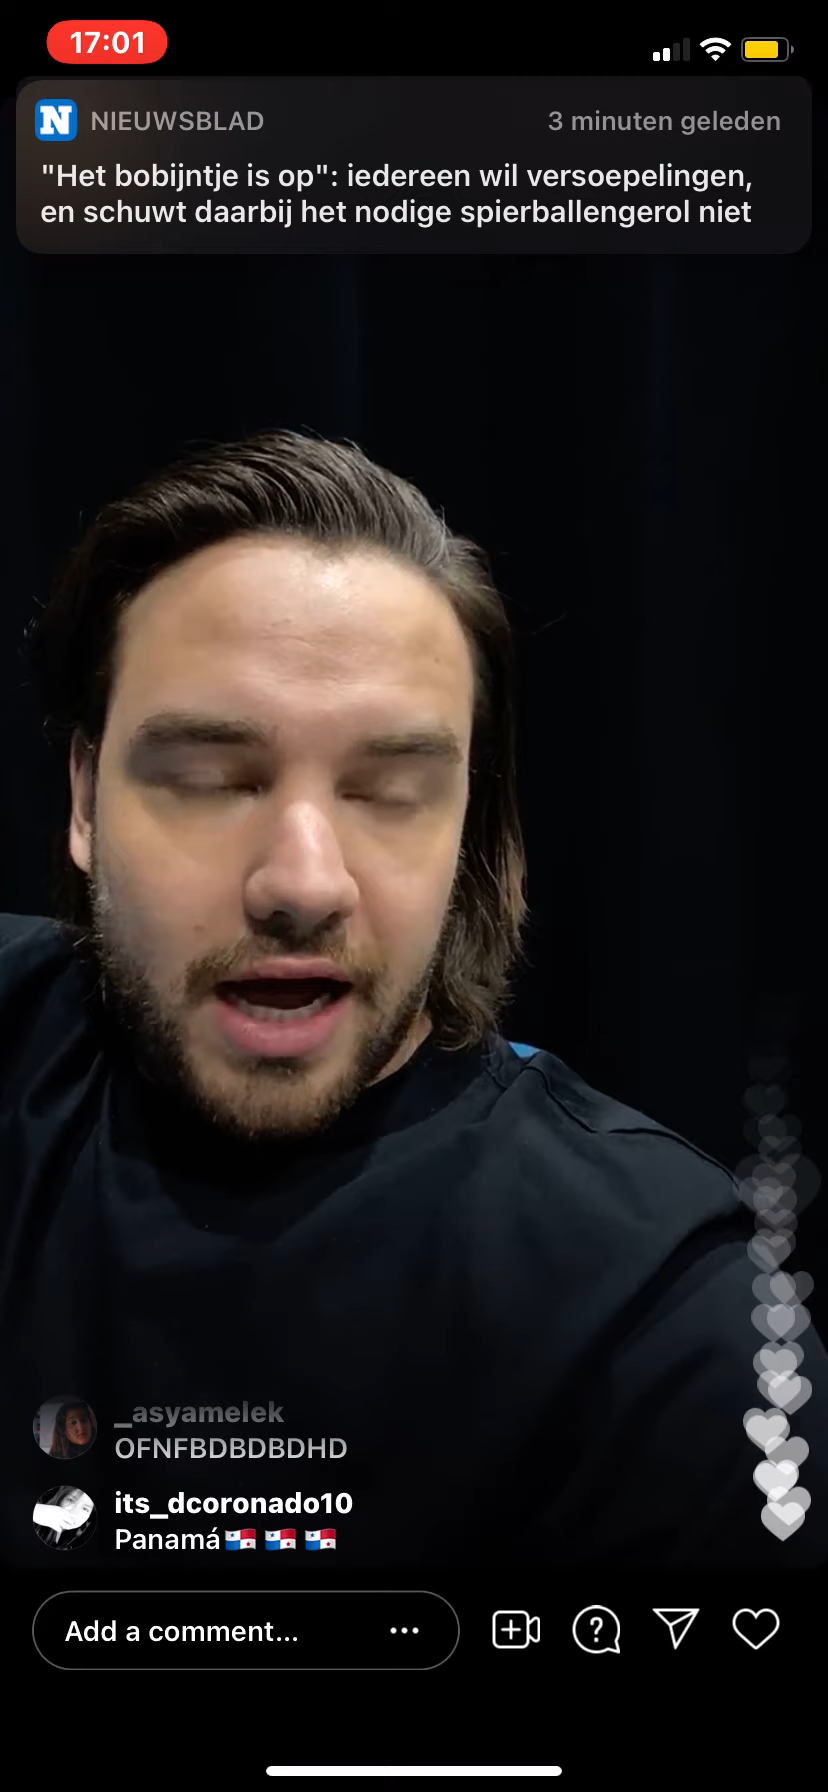 17:01
NIEUWSBLAD
3 minuten geleden
"Het bobijntje is op": iedereen wil versoepelingen,
en schuwt daarbij het nodige spierballengerol niet
_asyamelek
OFNFBDBDBDHD
its_dcoronado10
Panamá🇵🇦🇵🇦🇵🇦
Add a comment...